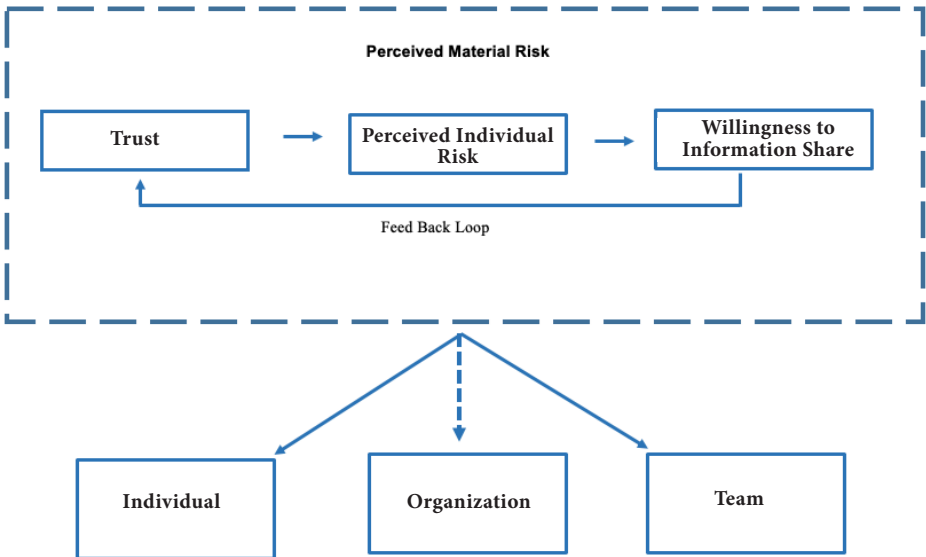 Perceived Material Risk
Trust
Perceived Individual
Risk
Willingness to
Information Share
Feed Back Loop
Individual
Organization
Team